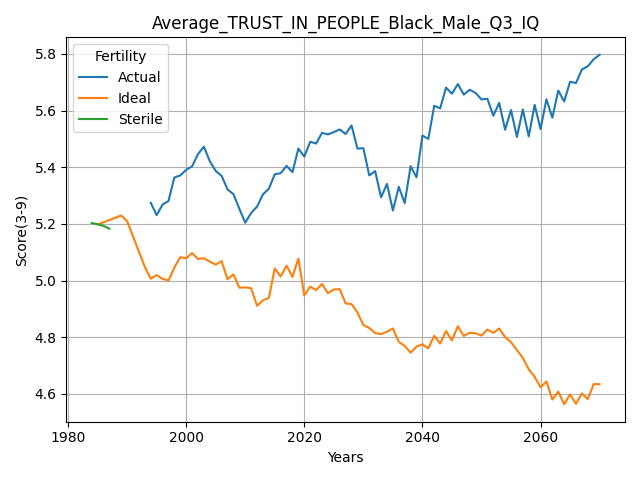 Average_TRUST_IN_PEOPLE_Black_Male_Q3_IQ
Fertility
Actual
Ideal
Sterile
Score(3-9)
5.8
5.6
5.4
5.2
5.0
4.8
4.6
1980
2000
2020
2040
2060
Years